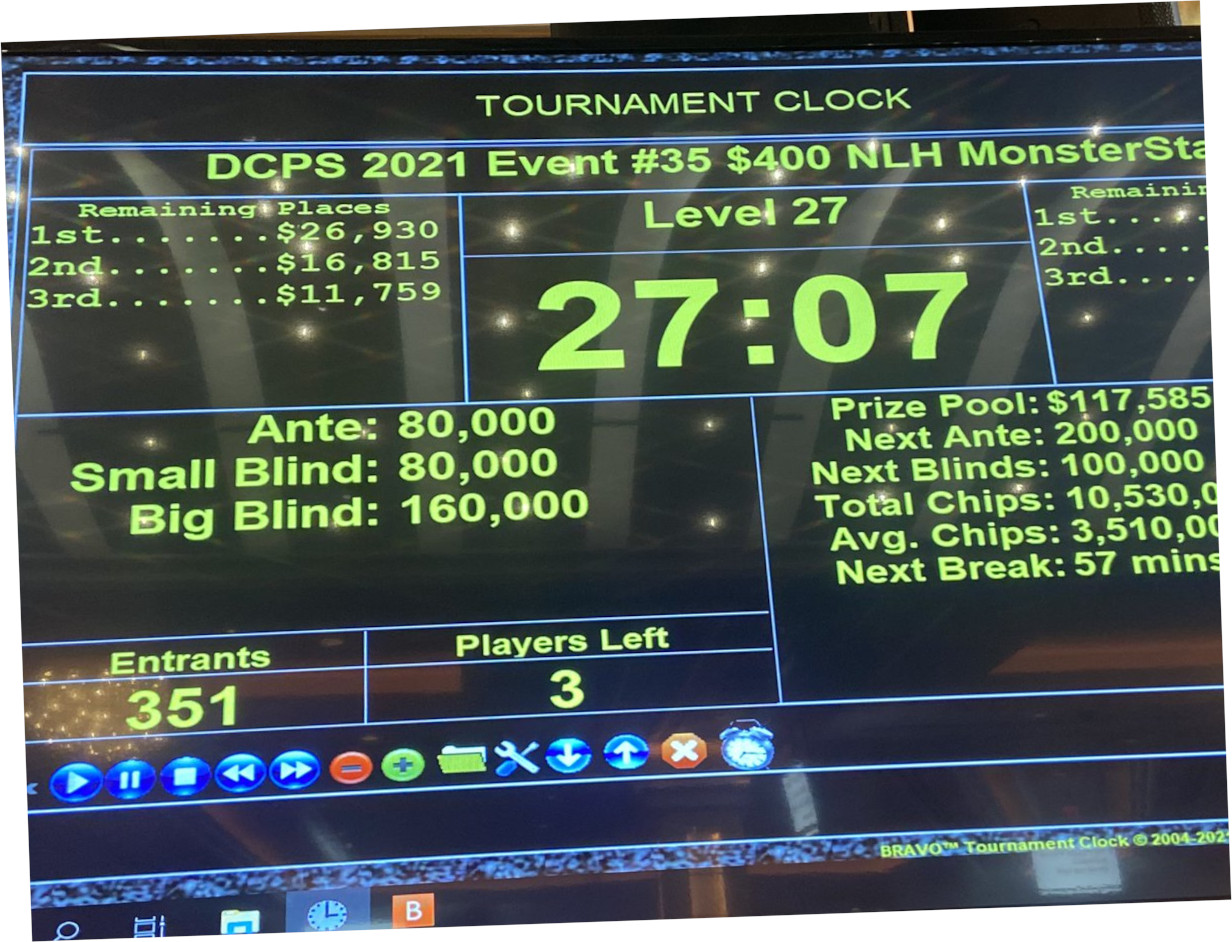 TOURNAMENT CLOCK
DCPS 2021 Event #35 $400 NLH MonsterSta
Remaining Places
1st.......$26,930
2nd.......$16,815
3rd.......$11,759
Level 27
27:07
Remainin
1st.....
2nd.....
3rd....
Ante: 80,000
Small Blind: 80,000
Big Blind: 160,000
Prize Pool: $117,585
Next Ante: 200,000
Next Blinds: 100,000
Total Chips: 10,530,0
Avg. Chips: 3,510,00
Next Break: 57 mins
Entrants
351
Players Left
3
BRAVO™ Tournament Clock © 2004-202
B